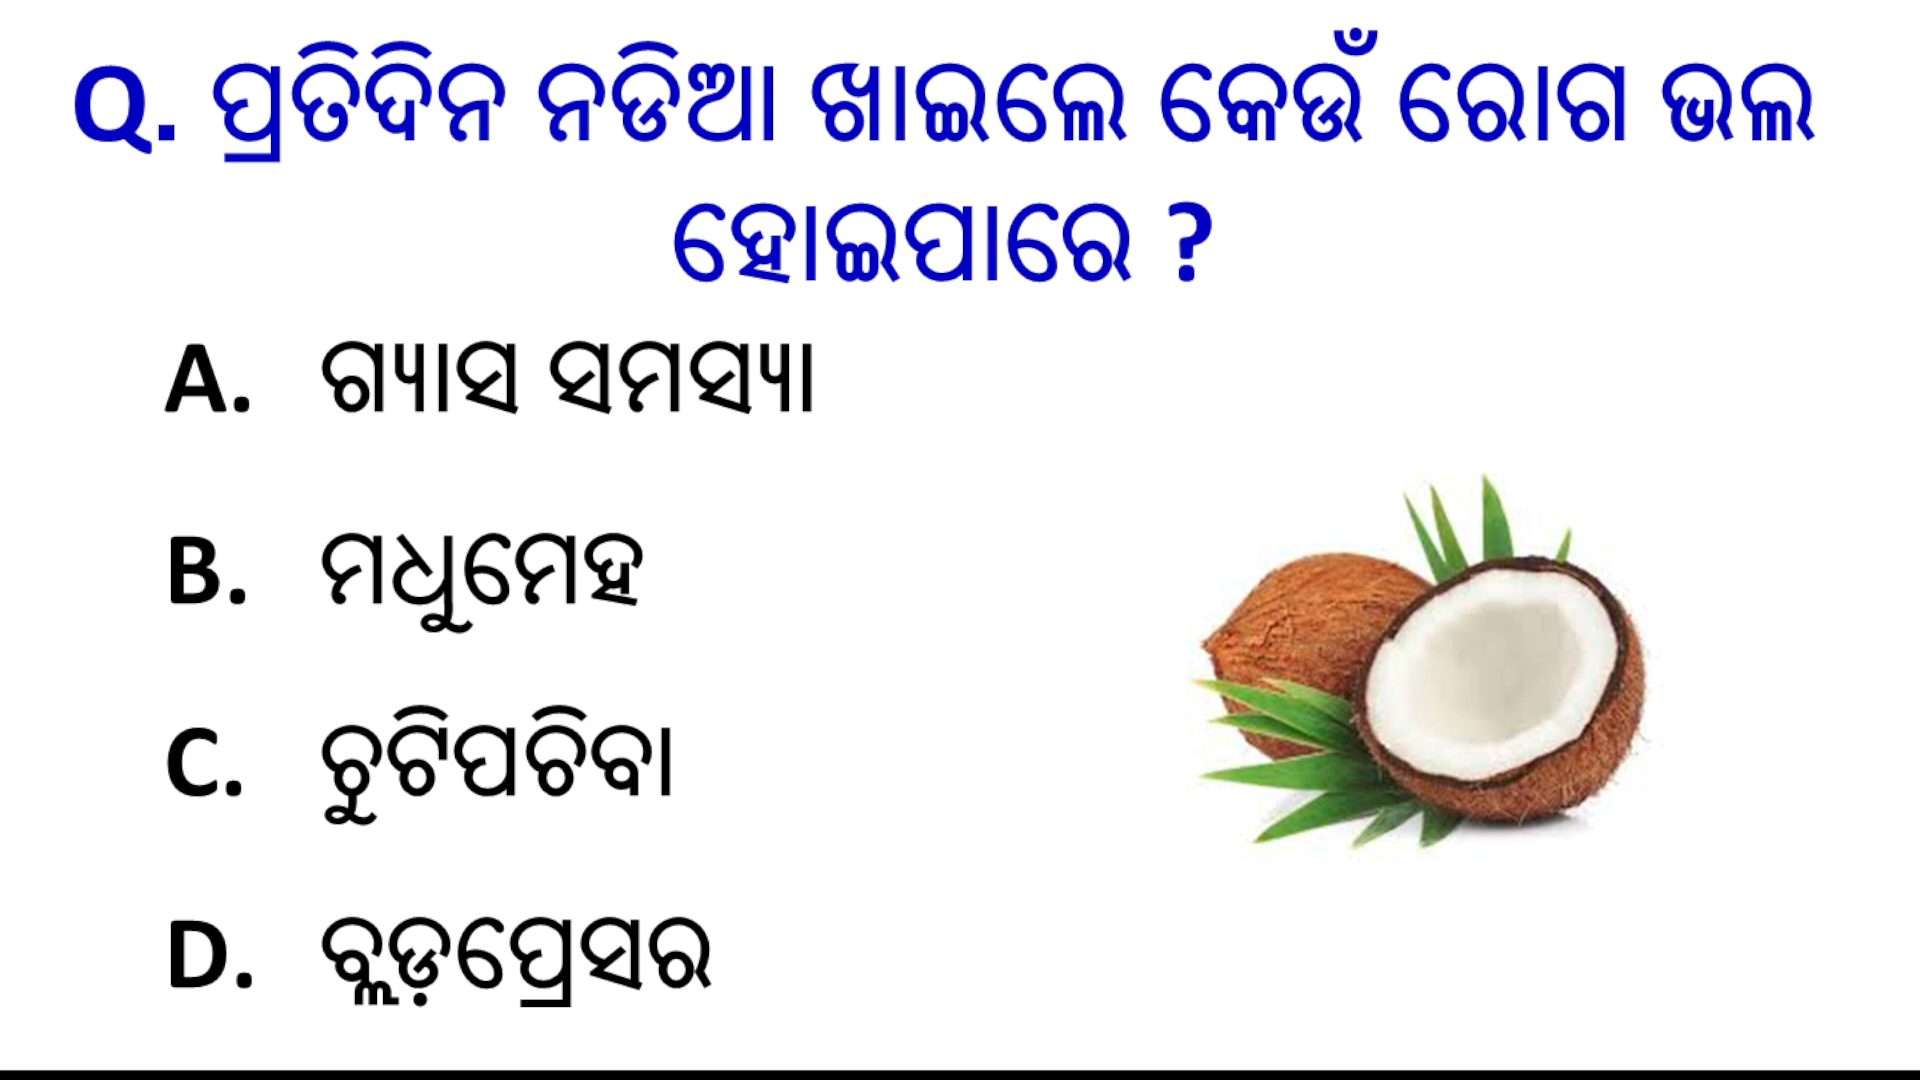 Q. ପ୍ରତିଦିନ ନଡିଆ ଖାଇଲେ କେଉଁ ରୋଗ ଭଲ
ହୋଇପାରେ ?
A. ଗ୍ୟାସ ସମସ୍ୟା
B. ମଧୁମେହ
C. ଚୁଟିପଚିବା
D. ବ୍ଲଡ଼ପ୍ରେସର